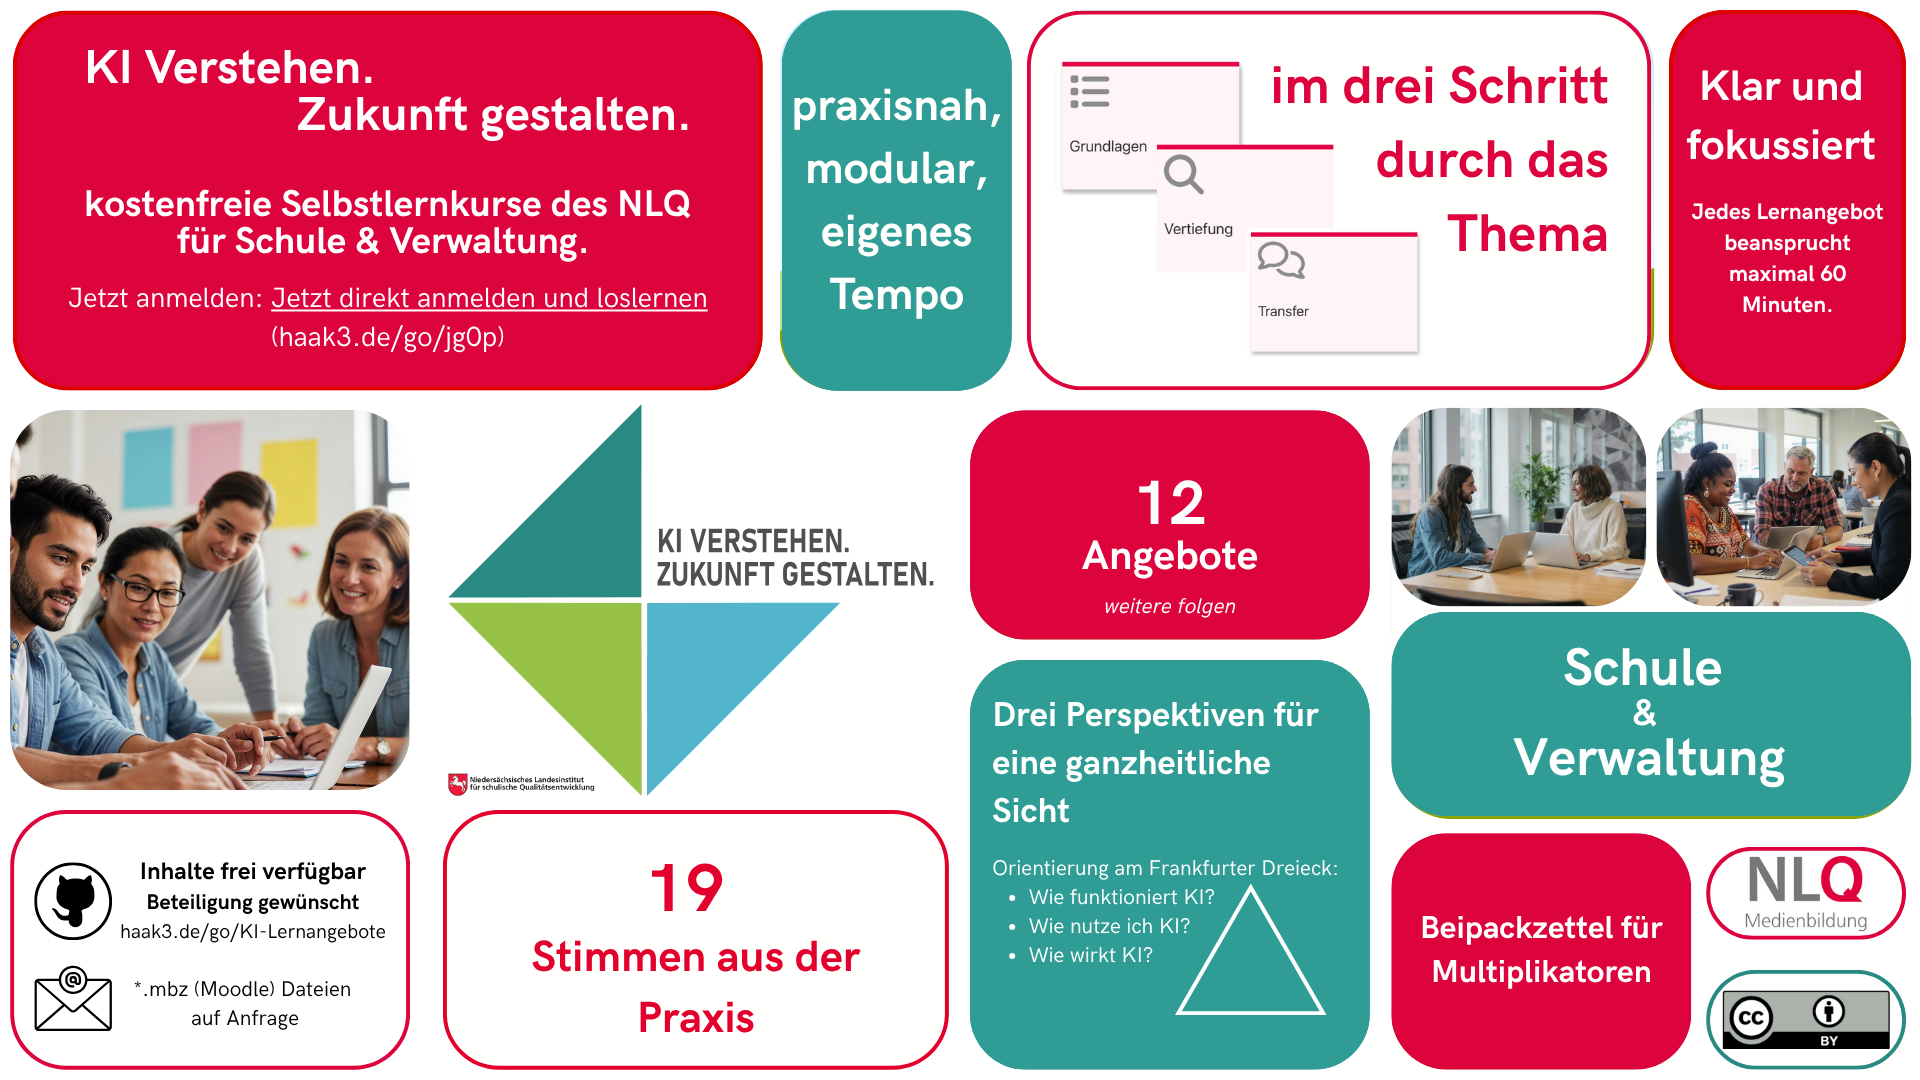 KI Verstehen.
Zukunft gestalten.
kostenfreie Selbstlernkurse des NLQ
für Schule & Verwaltung.
Jetzt anmelden: Jetzt direkt anmelden und loslernen
(haak3.de/go/jg0p)
praxisnah,
modular,
eigenes
Tempo
Grundlagen
Vertiefung
Transfer
im drei Schritt
durch das
Thema
Klar und
fokussiert
Jedes Lernangebot
beansprucht
maximal 60
Minuten.
KI VERSTEHEN.
ZUKUNFT GESTALTEN.
Niedersächsisches Landesinstitut
für schulische Qualitätsentwicklung
12
Angebote
weitere folgen
Schule
&
Verwaltung
Drei Perspektiven für
eine ganzheitliche
Sicht
Orientierung am Frankfurter Dreieck:
• Wie funktioniert KI?
• Wie nutze ich KI?
• Wie wirkt KI?
Inhalte frei verfügbar
Beteiligung gewünscht
haak3.de/go/KI-Lernangebote
@
*.mbz (Moodle) Dateien
auf Anfrage
19
Stimmen aus der
Praxis
Beipackzettel für
Multiplikatoren
NLQ
Medienbildung
cc
BY